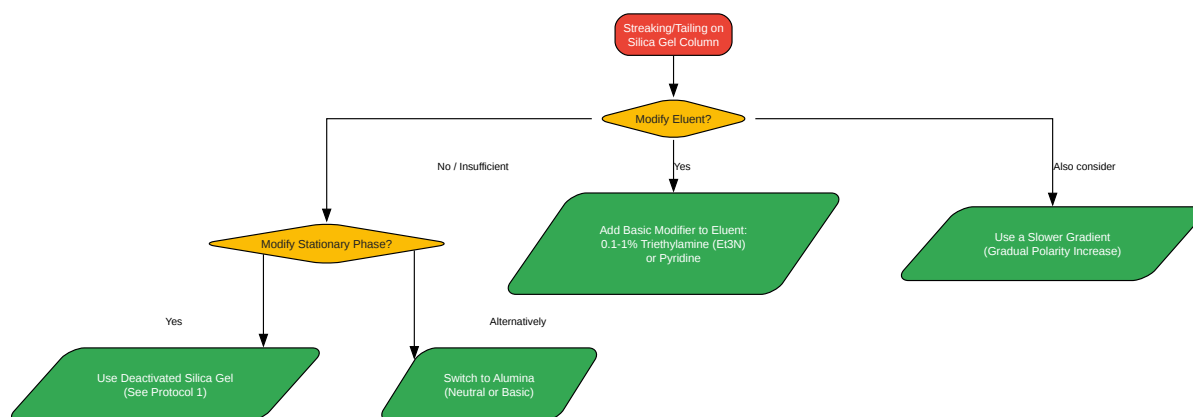 Streaking/Tailing on
Silica Gel Column
Modify Eluent?
No / Insufficient
Yes
Also consider
Add Basic Modifier to Eluent:
0.1-1% Triethylamine (Et3N)
or Pyridine
Use a Slower Gradient
(Gradual Polarity Increase)
Modify Stationary Phase?
Yes
Alternatively
Use Deactivated Silica Gel
(See Protocol 1)
Switch to Alumina
(Neutral or Basic)